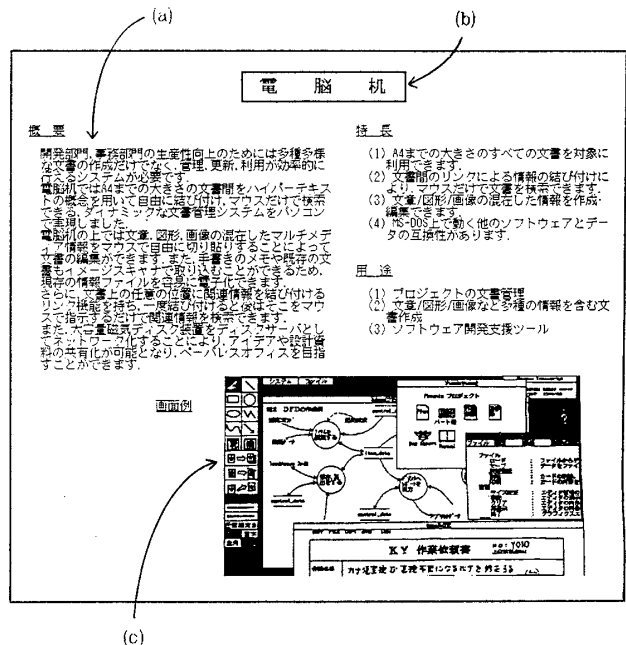 (a)
(b)
電 脳 机
概 要
開発部門,事務部門の生産性向上のためには多種多様
な文書の作成だけでなく,管理,更新,利用が効率的に
行えるシステムが必要です.
電脳机ではA4までの大きさの文書間をハイパーテキス
トの概念を用いて自由に結び付け,マウスだけで検索
できる,ダイナミックな文書管理システムをパソコン
で実現しました.
電脳机の上では文章,図形,画像の混在したマルチメデ
ィア情報をマウスで自由に切り貼りすることによって
文書の編集ができます.また,手書きのメモや既存の文
書もイメージスキャナで取り込むことができるため,
現存の情報ファイルを容易に電子化できます.
さらに,文書上の任意の位置に関連情報を結び付ける
リンク機能を持ち,一度結び付けると後はそこをマウ
スで指示するだけで関連情報を検索できます.
また,大容量磁気ディスク装置をディスクサーバとし
てネットワーク化することにより,アイデアや設計資
料の共有化が可能となり,ペーパレスオフィスを目指
すことができます.
特 長
(1) A4までの大きさのすべての文書を対象に
利用できます.
(2) 文書間のリンクによる情報の結び付けに
より,マウスだけで文書を検索できます.
(3) 文章/図形/画像の混在した情報を作成・
編集できます.
(4) MS-DOS上で動く他のソフトウェアとデー
タの互換性があります.
用 途
(1) プロジェクトの文書管理
(2) 文章/図形/画像など多種の情報を含む文
書作成
(3) ソフトウェア開発支援ツール
画面例
システム ファイル
プロジェクト
item_data
control_data
ファイル
KY 作業依頼書
(c)